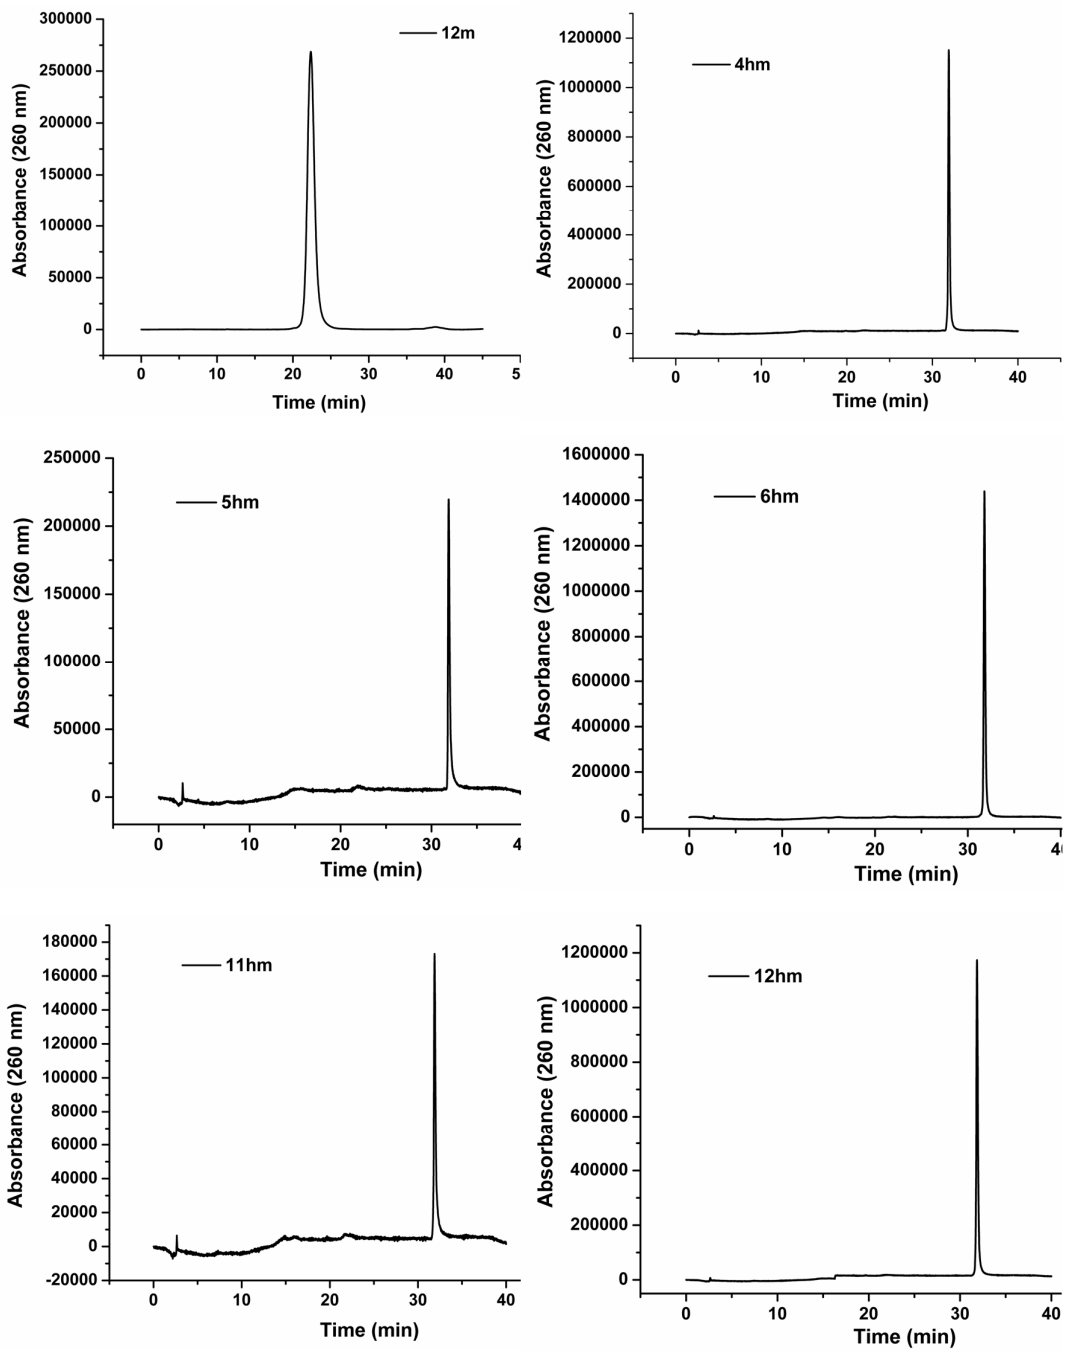 12m
Absorbance (260 nm)
300000
250000
200000
150000
100000
50000
0
0 10 20 30 40 5
Time (min)
4hm
Absorbance (260 nm)
1200000
1000000
800000
600000
400000
200000
0
0 10 20 30 40
Time (min)
5hm
Absorbance (260 nm)
250000
200000
150000
100000
50000
0
0 10 20 30 4
Time (min)
6hm
Absorbance (260 nm)
1600000
1400000
1200000
1000000
800000
600000
400000
200000
0
0 10 20 30 40
Time (min)
11hm
Absorbance (260 nm)
180000
160000
140000
120000
100000
80000
60000
40000
20000
0
-20000
0 10 20 30 40
Time (min)
12hm
Absorbance (260 nm)
1200000
1000000
800000
600000
400000
200000
0
0 10 20 30 40
Time (min)